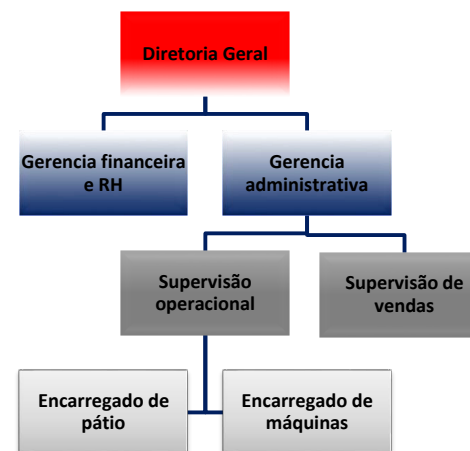 Diretoria Geral
Gerencia financeira
e RH
Gerencia
administrativa
Supervisão
operacional
Supervisão de
vendas
Encarregado de
pátio
Encarregado de
máquinas